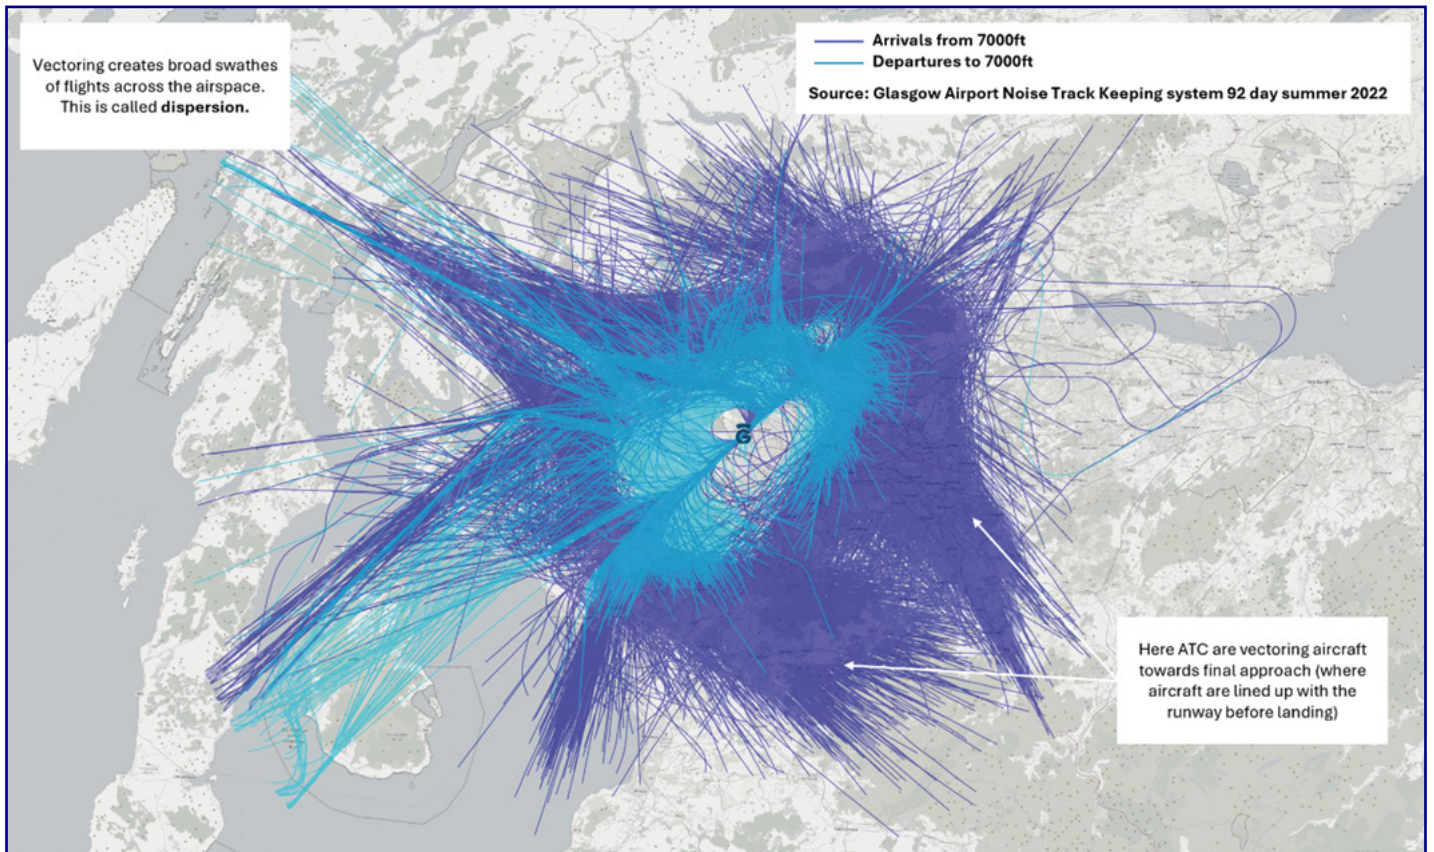 Vectoring creates broad swathes
of flights across the airspace.
This is called dispersion.
Arrivals from 7000ft
Departures to 7000ft
Source: Glasgow Airport Noise Track Keeping system 92 day summer 2022
G
Here ATC are vectoring aircraft
towards final approach (where
aircraft are lined up with the
runway before landing)